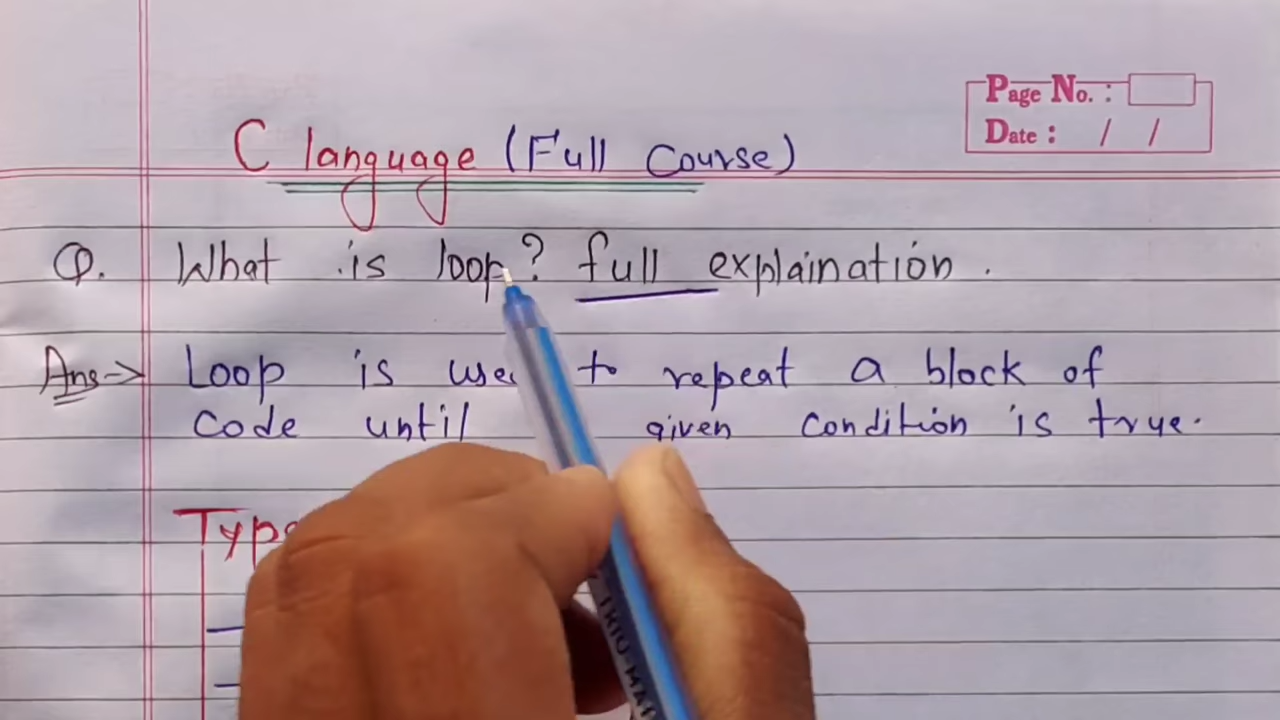 Page No. :
Date : / /
C language (Full Course)
Q. What is loop? full explaination.
Ans-> Loop is used to repeat a block of
Code until given condition is true.